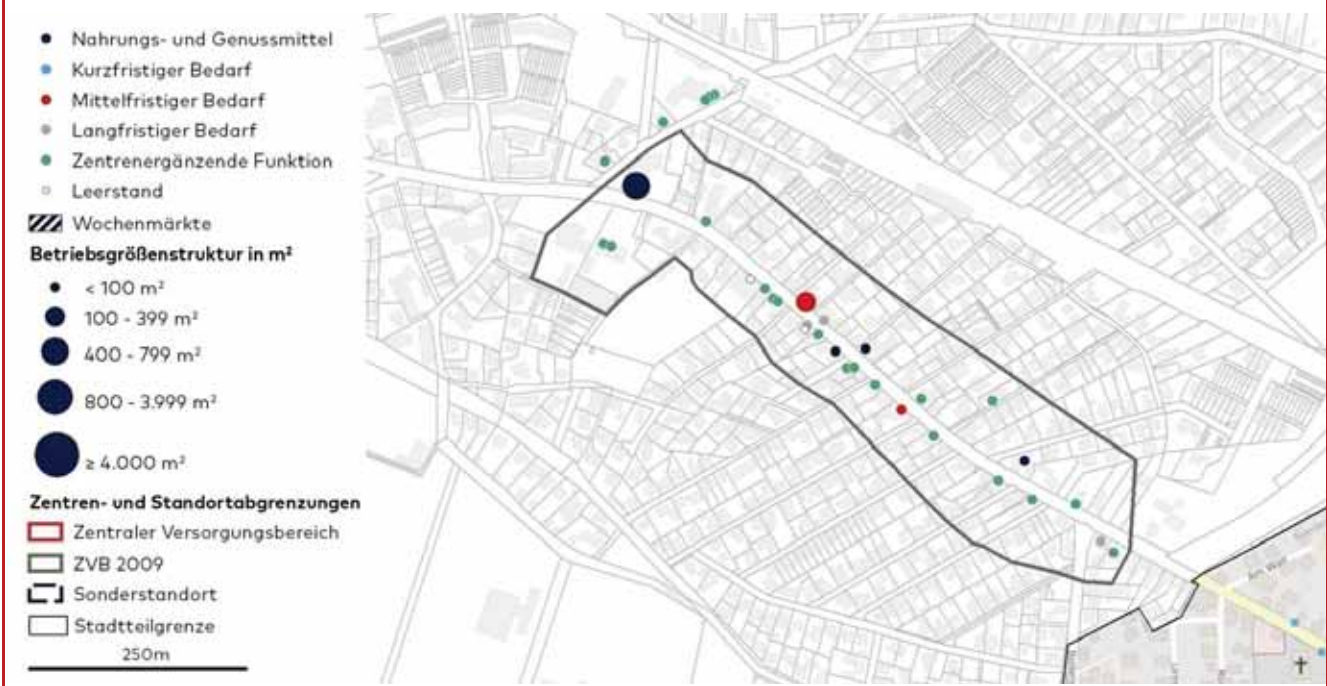 Nahrungs- und Genussmittel
Kurzfristiger Bedarf
Mittelfristiger Bedarf
Langfristiger Bedarf
Zentrenergänzende Funktion
Leerstand
Wochenmärkte
Betriebsgrößenstruktur in m²
< 100 m²
100 - 399 m²
400 - 799 m²
800 - 3.999 m²
≥ 4.000 m²
Zentren- und Standortabgrenzungen
Zentraler Versorgungsbereich
ZVB 2009
Sonderstandort
Stadtteilgrenze
250m
Am Wall